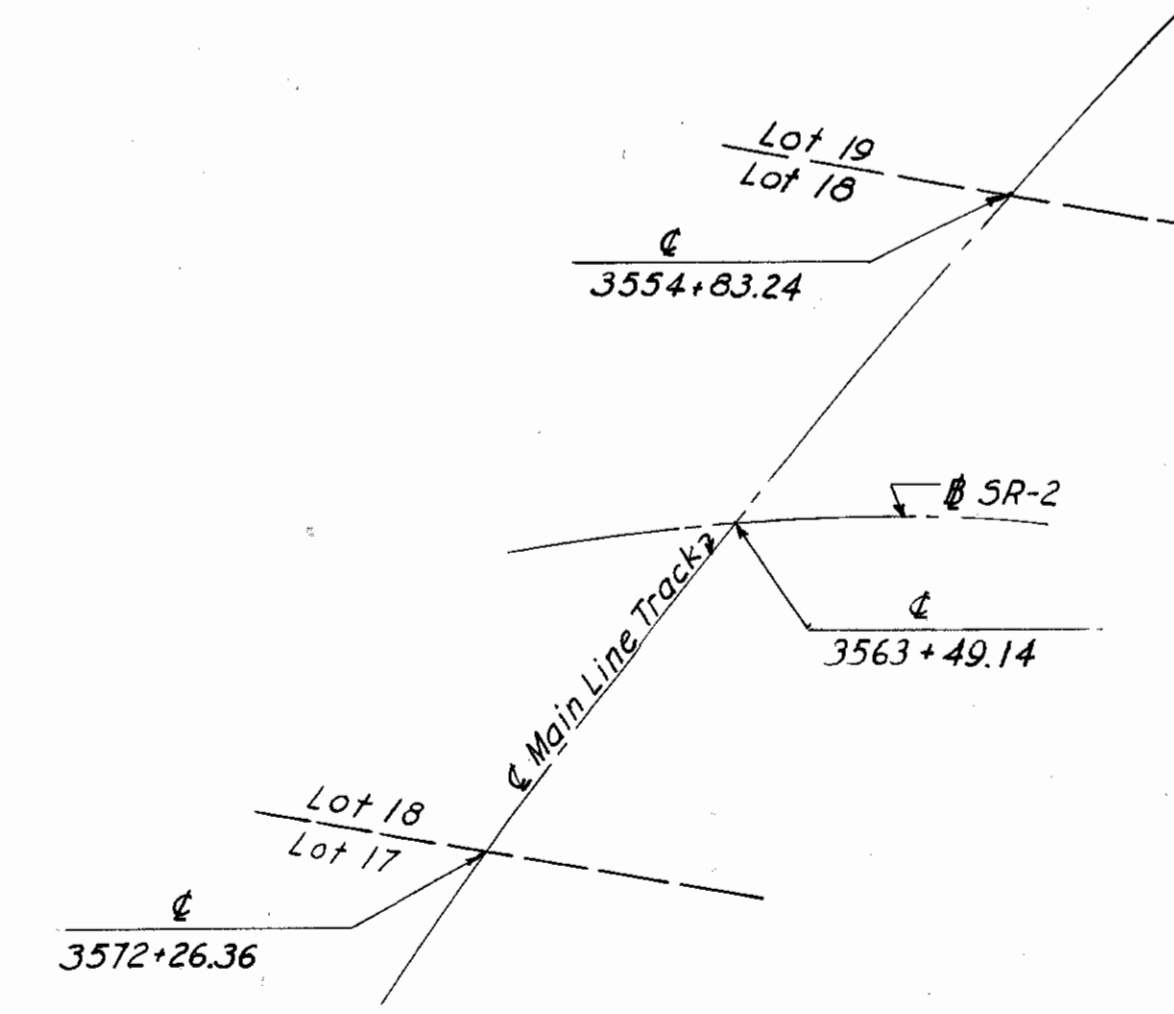 Lot 19
Lot 18
℄
3554+83.24
B SR-2
℄
3563+49.14
℄ Main Line Track
Lot 18
Lot 17
℄
3572+26.36